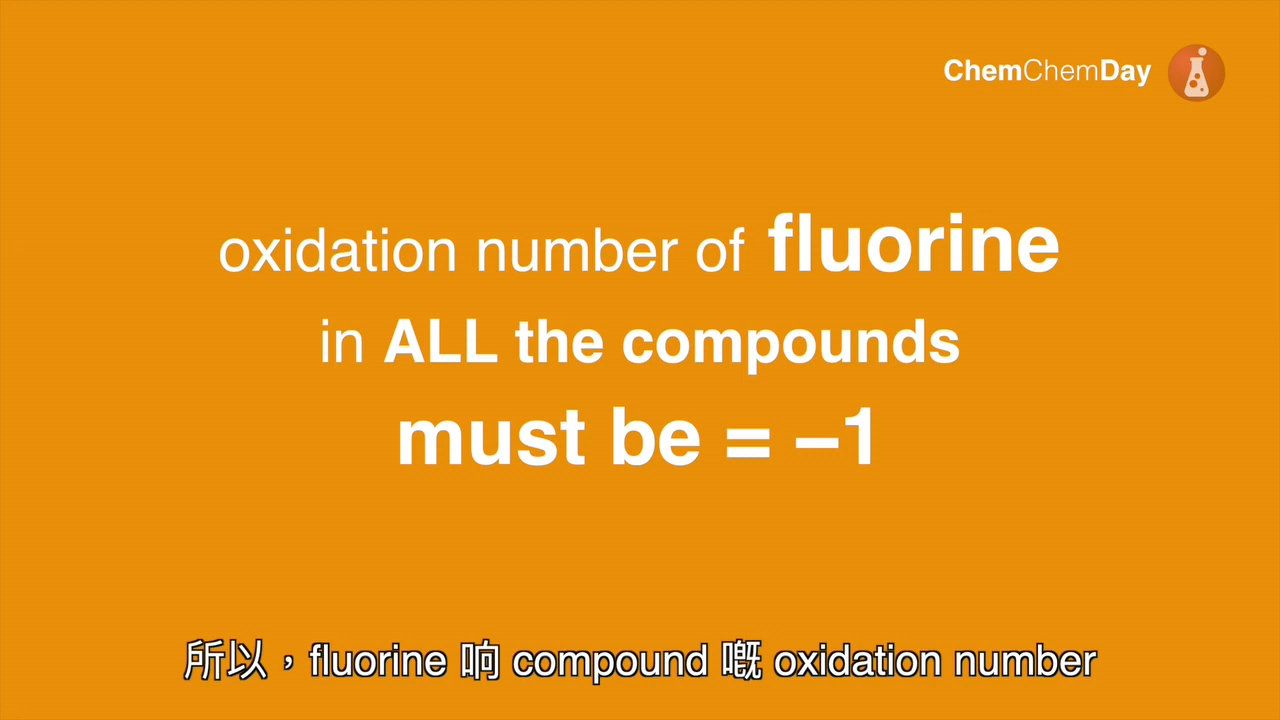 ChemChemDay
oxidation number of fluorine
in ALL the compounds
must be = –1
所以，fluorine 响 compound 嘅 oxidation number